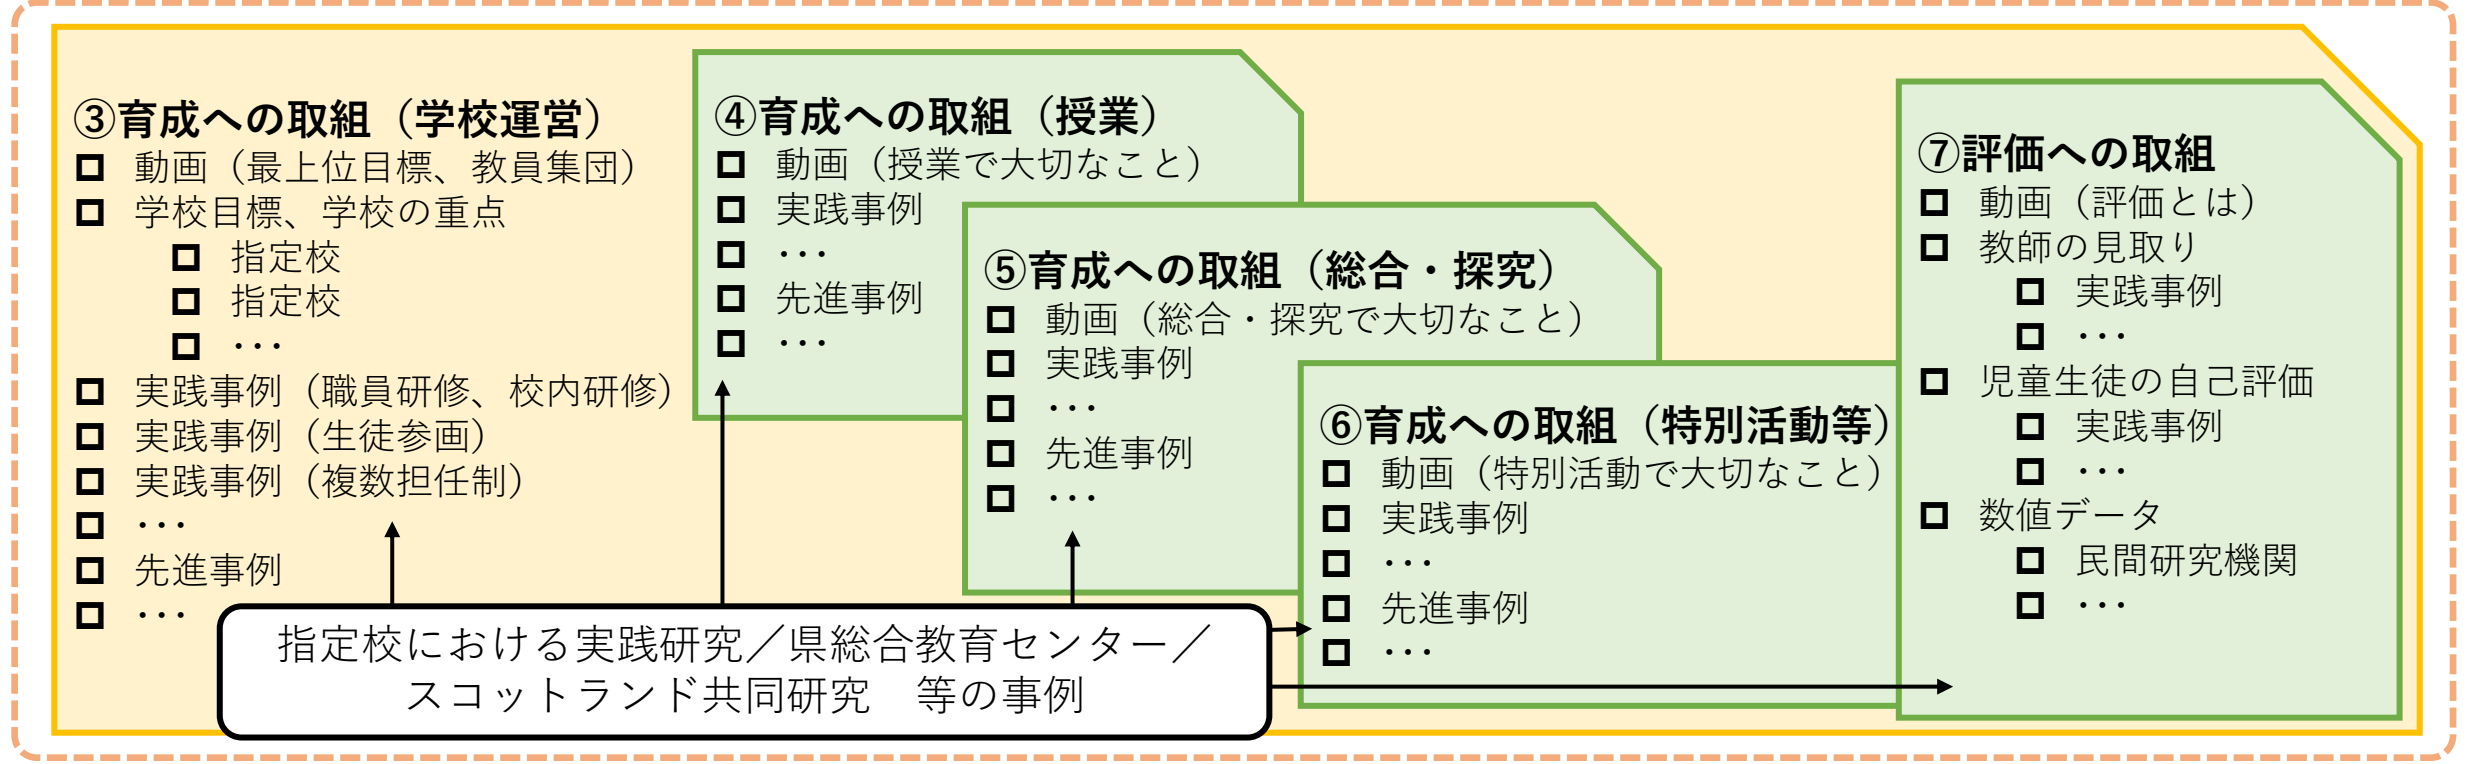 ③育成への取組（学校運営）
動画（最上位目標、教員集団）
学校目標、学校の重点
指定校
指定校
・・・
実践事例（職員研修、校内研修）
実践事例（生徒参画）
実践事例（複数担任制）
・・・
先進事例
・・・
④育成への取組（授業）
動画（授業で大切なこと）
実践事例
・・・
先進事例
・・・
⑤育成への取組（総合・探究）
動画（総合・探究で大切なこと）
実践事例
・・・
先進事例
・・・
⑥育成への取組（特別活動等）
動画（特別活動で大切なこと）
実践事例
・・・
先進事例
・・・
⑦評価への取組
動画（評価とは）
教師の見取り
実践事例
・・・
児童生徒の自己評価
実践事例
・・・
数値データ
民間研究機関
・・・
指定校における実践研究／県総合教育センター／
スコットランド共同研究　等の事例